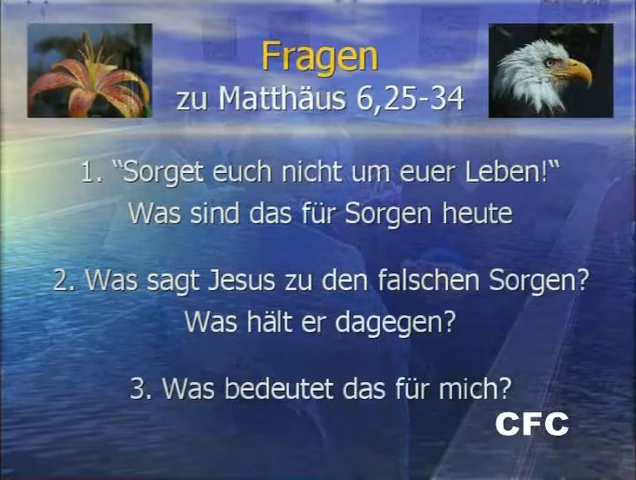 Fragen
zu Matthäus 6,25-34
1. “Sorget euch nicht um euer Leben!“
Was sind das für Sorgen heute
2. Was sagt Jesus zu den falschen Sorgen?
Was hält er dagegen?
3. Was bedeutet das für mich?
CFC